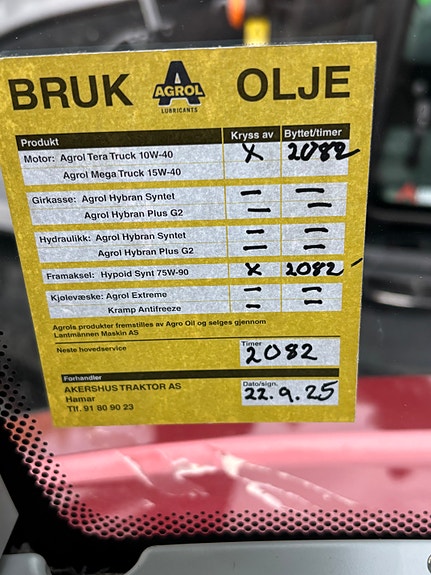 BRUK A AGROL LUBRICANTS OLJE
Produkt Kryss av Byttet/timer
Motor: Agrol Tera Truck 10W-40 X 2082
Agrol Mega Truck 15W-40
Girkasse: Agrol Hybran Syntet — —
Agrol Hybran Plus G2 — —
Hydraulikk: Agrol Hybran Syntet — —
Agrol Hybran Plus G2 — —
Framaksel: Hypoid Synt 75W-90 X 2082
Kjølevæske: Agrol Extreme — —
Kramp Antifreeze — —
Agrols produkter fremstilles av Agro Oil og selges gjennom
Lantmännen Maskin AS
Neste hovedservice
Timer
2082
Forhandler
AKERSHUS TRAKTOR AS
Hamar
Tlf. 91 80 90 23
Dato/sign.
22.9.25